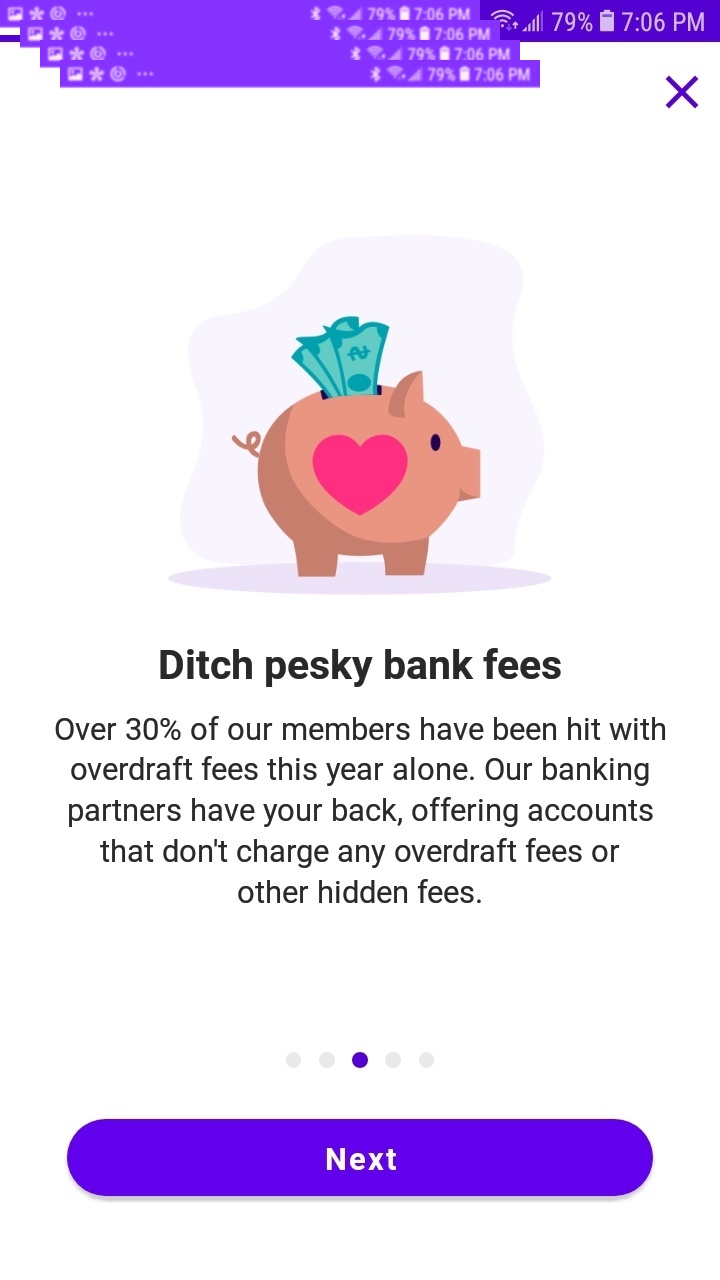 79% 7:06 PM
79% 7:06 PM
79% 7:06 PM
79% 7:06 PM
79% 7:06 PM
Ditch pesky bank fees
Over 30% of our members have been hit with
overdraft fees this year alone. Our banking
partners have your back, offering accounts
that don't charge any overdraft fees or
other hidden fees.
Next